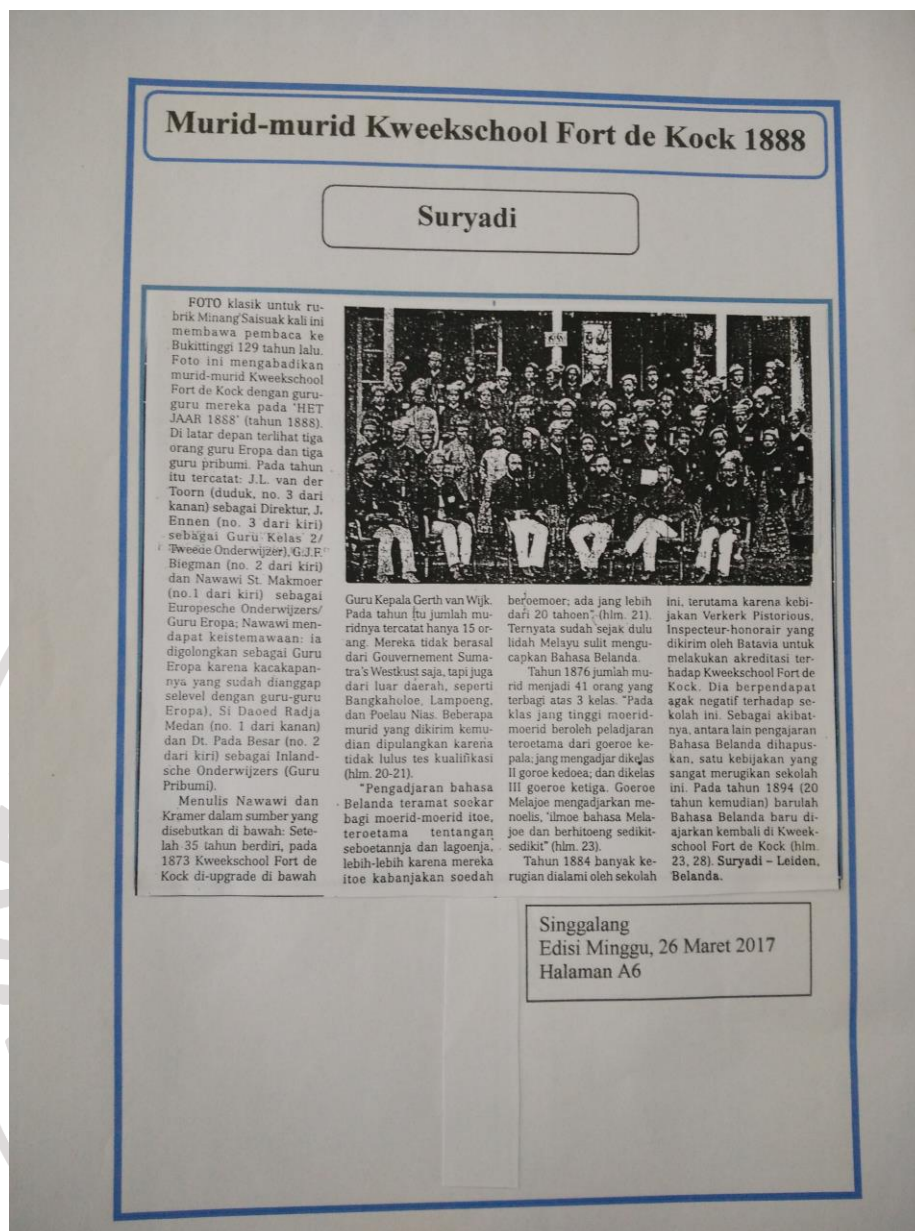 Murid-murid Kweekschool Fort de Kock 1888
Suryadi
FOTO klasik untuk ru-
brik Minang Saisuak kali ini
membawa pembaca ke
Bukittinggi 129 tahun lalu.
Foto ini mengabadikan
murid-murid Kweekschool
Fort de Kock dengan guru-
guru mereka pada 'HET
JAAR 1888' (tahun 1888).
Di latar depan terlihat tiga
orang guru Eropa dan tiga
guru pribumi. Pada tahun
itu tercatat: J.L. van der
Toorn (duduk, no. 3 dari
kanan) sebagai Direktur, J.
Ennen (no. 3 dari kiri)
sebagai Guru Kelas 2/
Tweede Onderwijzer), G.J.F.
Biegman (no. 2 dari kiri)
dan Nawawi St. Makmoer
(no.1 dari kiri) sebagai
Europesche Onderwijzers/
Guru Eropa; Nawawi men-
dapat keistemawaan: ia
digolongkan sebagai Guru
Eropa karena kacakapan-
nya yang sudah dianggap
selevel dengan guru-guru
Eropa), Si Daoed Radja
Medan (no. 1 dari kanan)
dan Dt. Pada Besar (no. 2
dari kiri) sebagai Inland-
sche Onderwijzers (Guru
Pribumi).
Menulis Nawawi dan
Kramer dalam sumber yang
disebutkan di bawah: Sete-
lah 35 tahun berdiri, pada
1873 Kweekschool Fort de
Kock di-upgrade di bawah
Guru Kepala Gerth van Wijk.
Pada tahun itu jumlah mu-
ridnya tercatat hanya 15 or-
ang. Mereka tidak berasal
dari Gouvernement Suma-
tra's Westkust saja, tapi juga
dari luar daerah, seperti
Bangkaholoe, Lampoeng,
dan Poelau Nias. Beberapa
murid yang dikirim kemu-
dian dipulangkan karena
tidak lulus tes kualifikasi
(hlm. 20-21).
"Pengadjaran bahasa
Belanda teramat soekar
bagi moerid-moerid itoe,
teroetama tentangan
seboetannja dan lagoenja,
lebih-lebih karena mereka
itoe kabanjakan soedah
beroemoer; ada jang lebih
dari 20 tahoen" (hlm. 21).
Ternyata sudah sejak dulu
lidah Melayu sulit mengu-
capkan Bahasa Belanda.
Tahun 1876 jumlah mu-
rid menjadi 41 orang yang
terbagi atas 3 kelas. "Pada
klas jang tinggi moerid-
moerid beroleh peladjaran
teroetama dari goeroe ke-
pala; jang mengadjar dikelas
II goroe kedoea; dan dikelas
III goeroe ketiga. Goeroe
Melajoe mengadjarkan me-
noelis, 'ilmoe bahasa Mela-
joe dan berhitoeng sedikit-
sedikit" (hlm. 23).
Tahun 1884 banyak ke-
rugian dialami oleh sekolah
ini, terutama karena kebi-
jakan Verkerk Pistorious,
Inspecteur-honorair yang
dikirim oleh Batavia untuk
melakukan akreditasi ter-
hadap Kweekschool Fort de
Kock. Dia berpendapat
agak negatif terhadap se-
kolah ini. Sebagai akibat-
nya, antara lain pengajaran
Bahasa Belanda dihapus-
kan, satu kebijakan yang
sangat merugikan sekolah
ini. Pada tahun 1894 (20
tahun kemudian) barulah
Bahasa Belanda baru di-
ajarkan kembali di Kweek-
school Fort de Kock (hlm.
23, 28). Suryadi – Leiden,
Belanda.
Singgalang
Edisi Minggu, 26 Maret 2017
Halaman A6